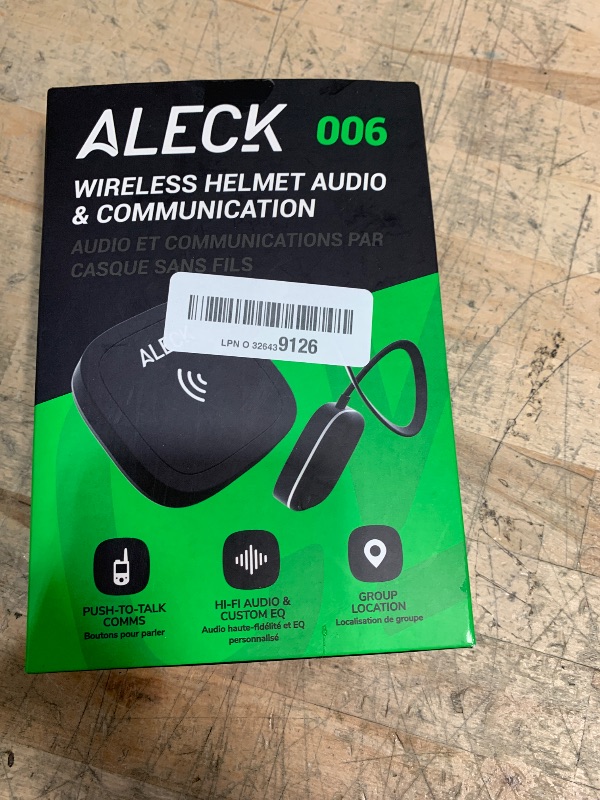 ALECK 006
WIRELESS HELMET AUDIO
& COMMUNICATION
AUDIO ET COMMUNICATIONS PAR
CASQUE SANS FILS
LPN O 326439126
ALECK
PUSH-TO-TALK
COMMS
Boutons pour parler
HI-FI AUDIO &
CUSTOM EQ
Audio haute-fidélité et EQ
personnalisé
GROUP
LOCATION
Localisation de groupe